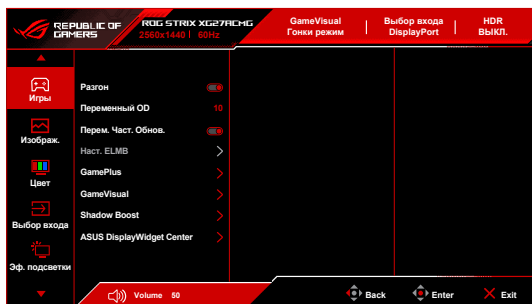 REPUBLIC OF
GAMERS
ROG STRIX XG27ACMG
2560x1440 | 60Hz
GameVisual
Гонки режим
Выбор входа
DisplayPort
HDR
ВЫКЛ.
Игры
Изображ.
Цвет
Выбор входа
Эф. подсветки
Разгон
Переменный OD 10
Перем. Част. Обнов.
Наст. ELMB
GamePlus
GameVisual
Shadow Boost
ASUS DisplayWidget Center
Volume 50
Back
Enter
Exit